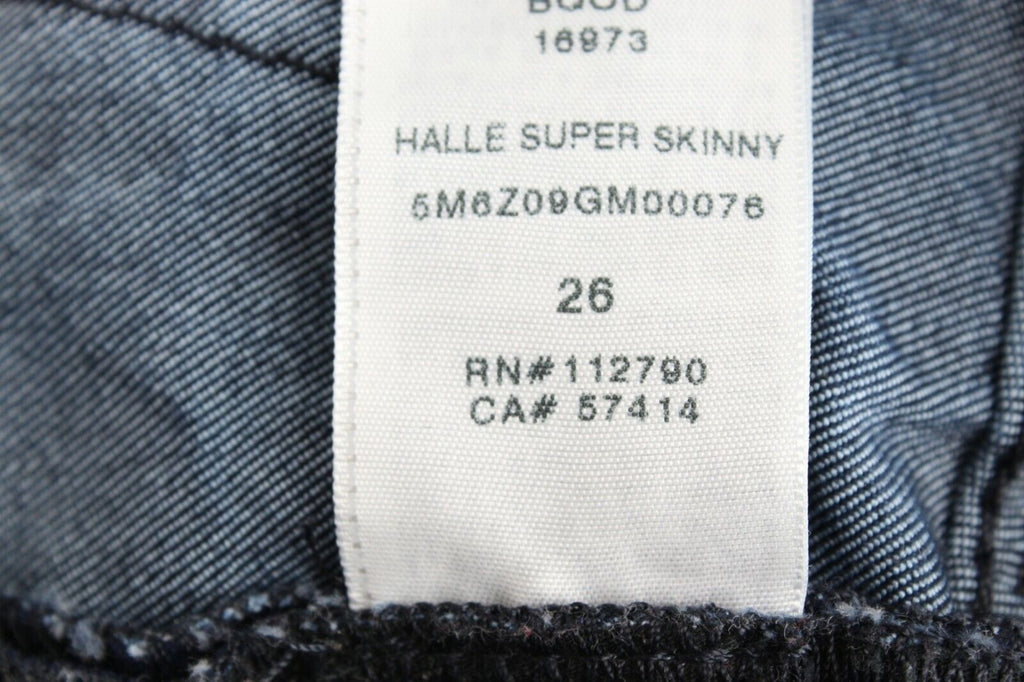 16973
HALLE SUPER SKINNY
5M6Z09GM00076
26
RN#112790
CA# 57414